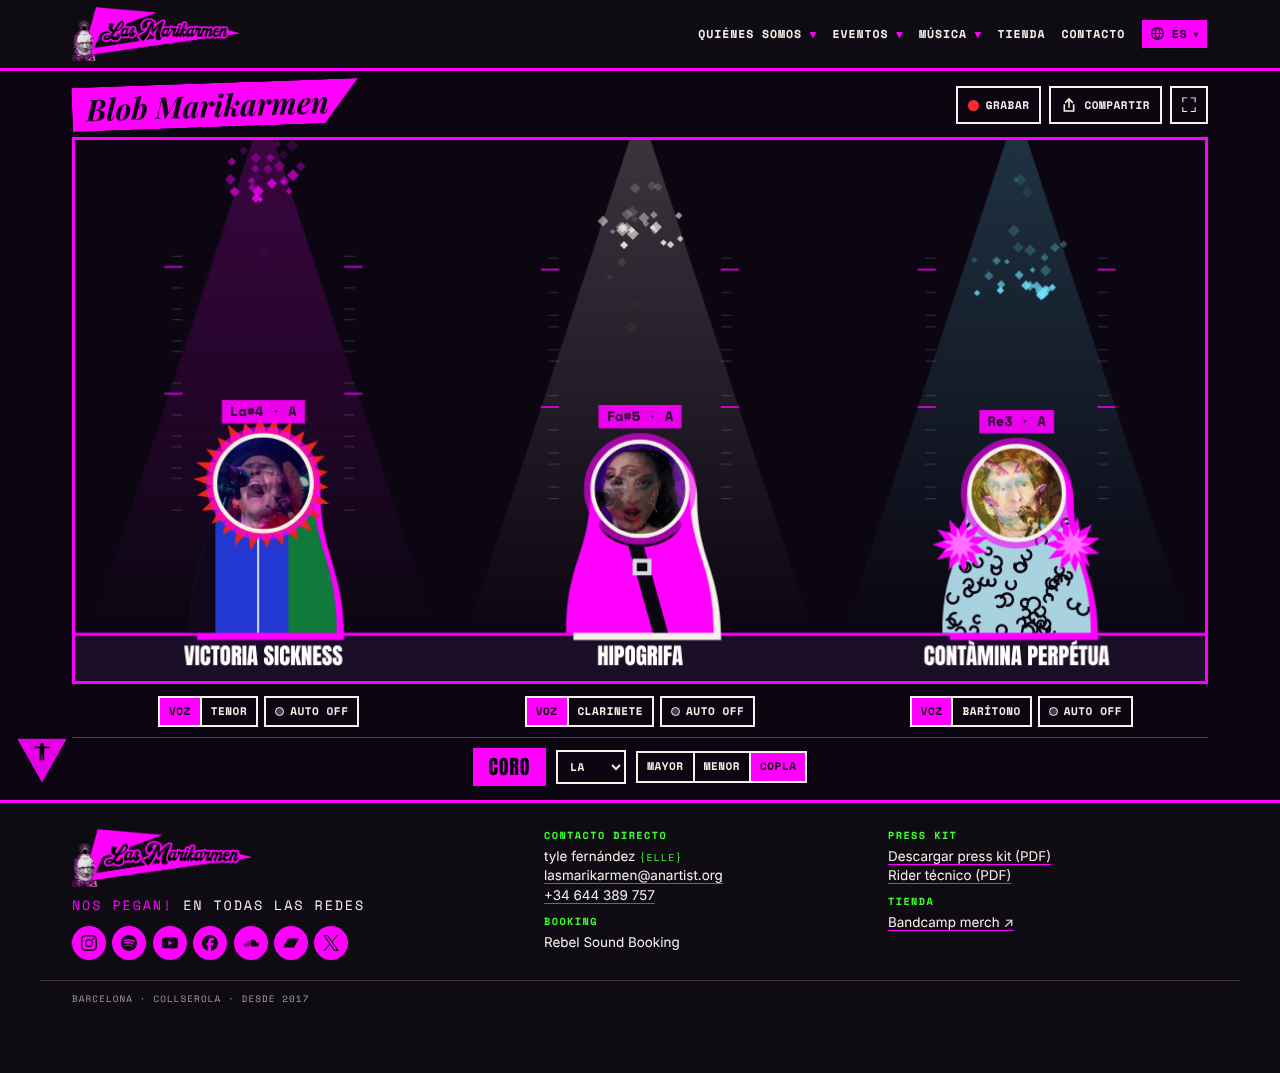 Las Marikarmen
QUIÉNES SOMOS ▼ EVENTOS ▼ MÚSICA ▼ TIENDA CONTACTO ES ▾
Blob Marikarmen
GRABAR COMPARTIR
La#4 · A
Fa#5 · A
Re3 · A
VICTORIA SICKNESS
HIPOGRIFA
CONTÀMINA PERPÉTUA
VOZ TENOR AUTO OFF
VOZ CLARINETE AUTO OFF
VOZ BARÍTONO AUTO OFF
CORO LA MAYOR MENOR COPLA
Las Marikarmen
NOS PEGAN! EN TODAS LAS REDES
CONTACTO DIRECTO
tyle fernández {ELLE}
lasmarikarmen@anartist.org
+34 644 389 757
BOOKING
Rebel Sound Booking
PRESS KIT
Descargar press kit (PDF)
Rider técnico (PDF)
TIENDA
Bandcamp merch ↗
BARCELONA · COLLSEROLA · DESDE 2017